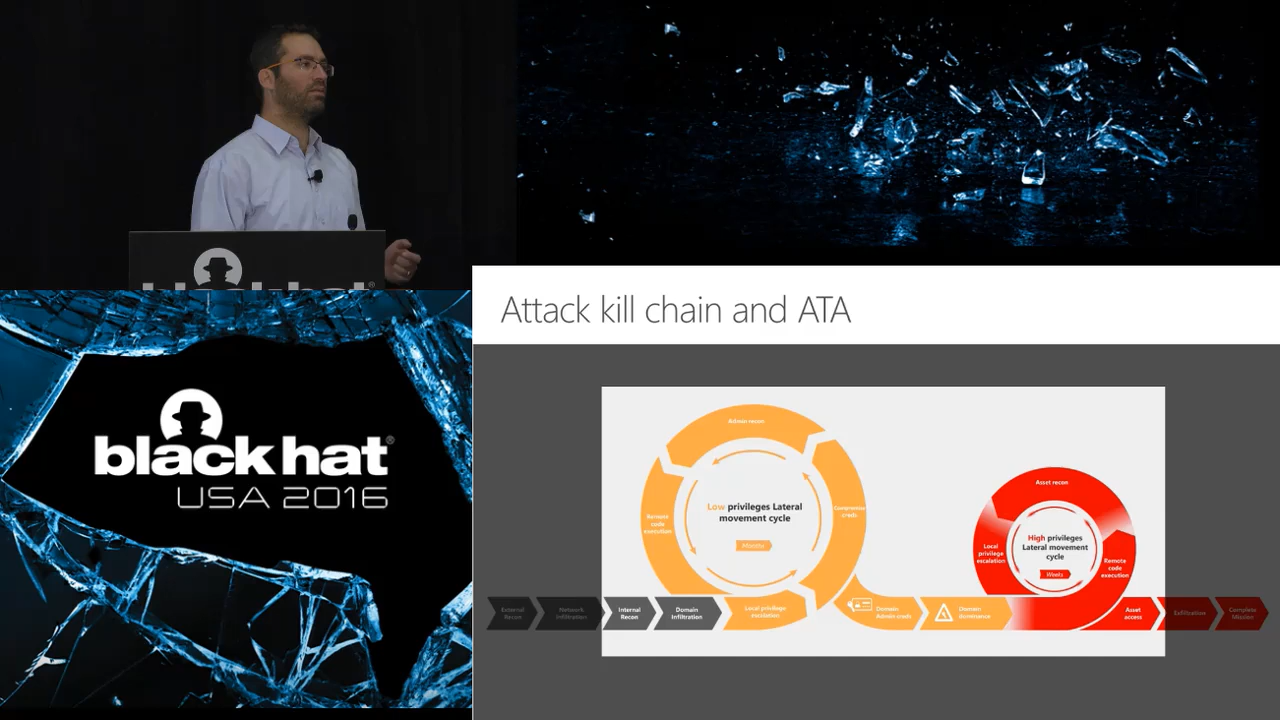 black hat®
Attack kill chain and ATA
black hat®
USA 2016
Admin recon
Remote
code
execution
Low privileges Lateral
movement cycle
Months
Compromise
creds
Asset recon
Local
privilege
escalation
High privileges
Lateral movement
cycle
Weeks
Remote
code
execution
External
Recon
Network
Infiltration
Internal
Recon
Domain
Infiltration
Local privilege
escalation
Domain
Admin creds
Domain
dominance
Asset
access
Exfiltration
Complete
Mission